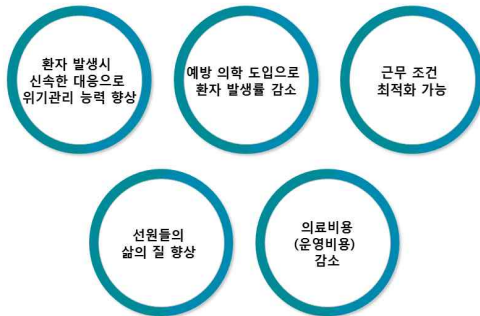 환자 발생시
신속한 대응으로
위기관리 능력 향상
예방 의학 도입으로
환자 발생률 감소
근무 조건
최적화 가능
선원들의
삶의 질 향상
의료비용
(운영비용)
감소